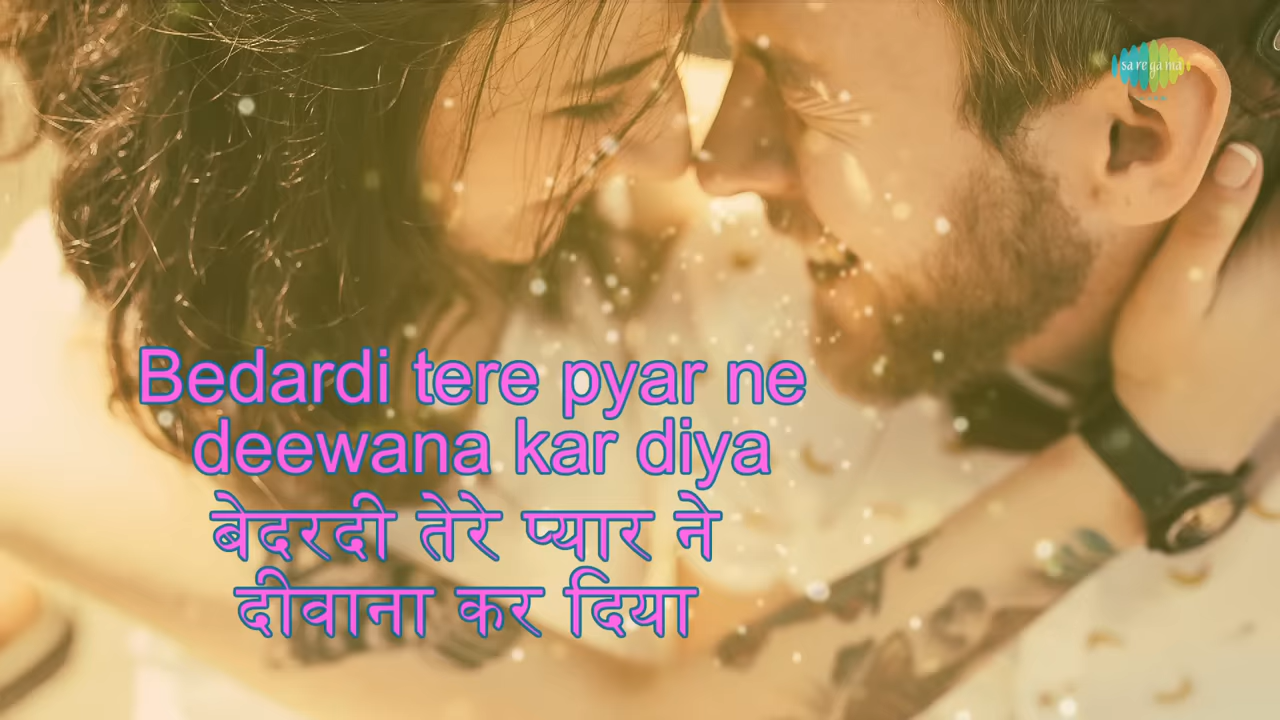 saregama
Bedardi tere pyar ne
deewana kar diya
बेदरदी तेरे प्यार ने
दीवाना कर दिया